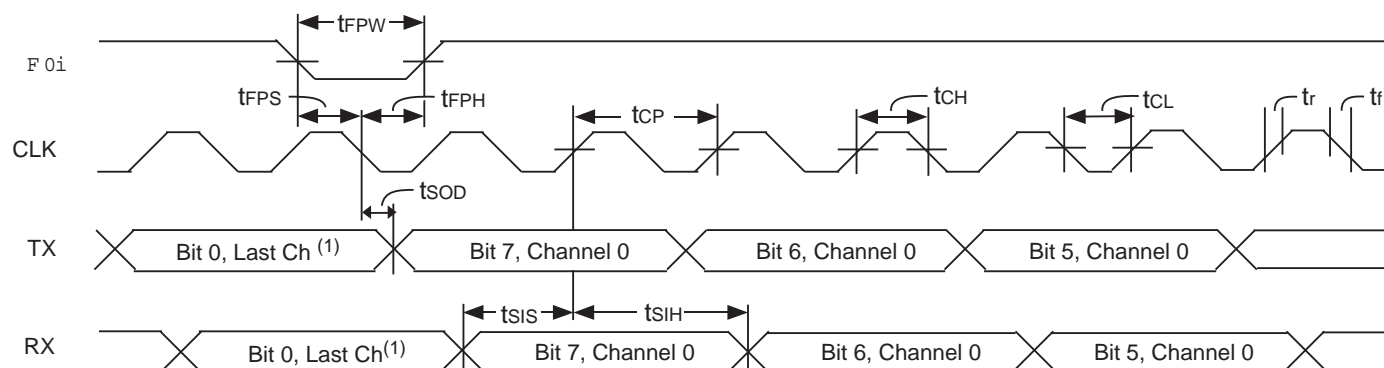 tFPW
F0i
tFPS
tFPH
tCP
tCH
tCL
tr
tf
CLK
tSOD
TX
Bit 0, Last Ch (1)
Bit 7, Channel 0
Bit 6, Channel 0
Bit 5, Channel 0
tSIS
tSIH
RX
Bit 0, Last Ch(1)
Bit 7, Channel 0
Bit 6, Channel 0
Bit 5, Channel 0